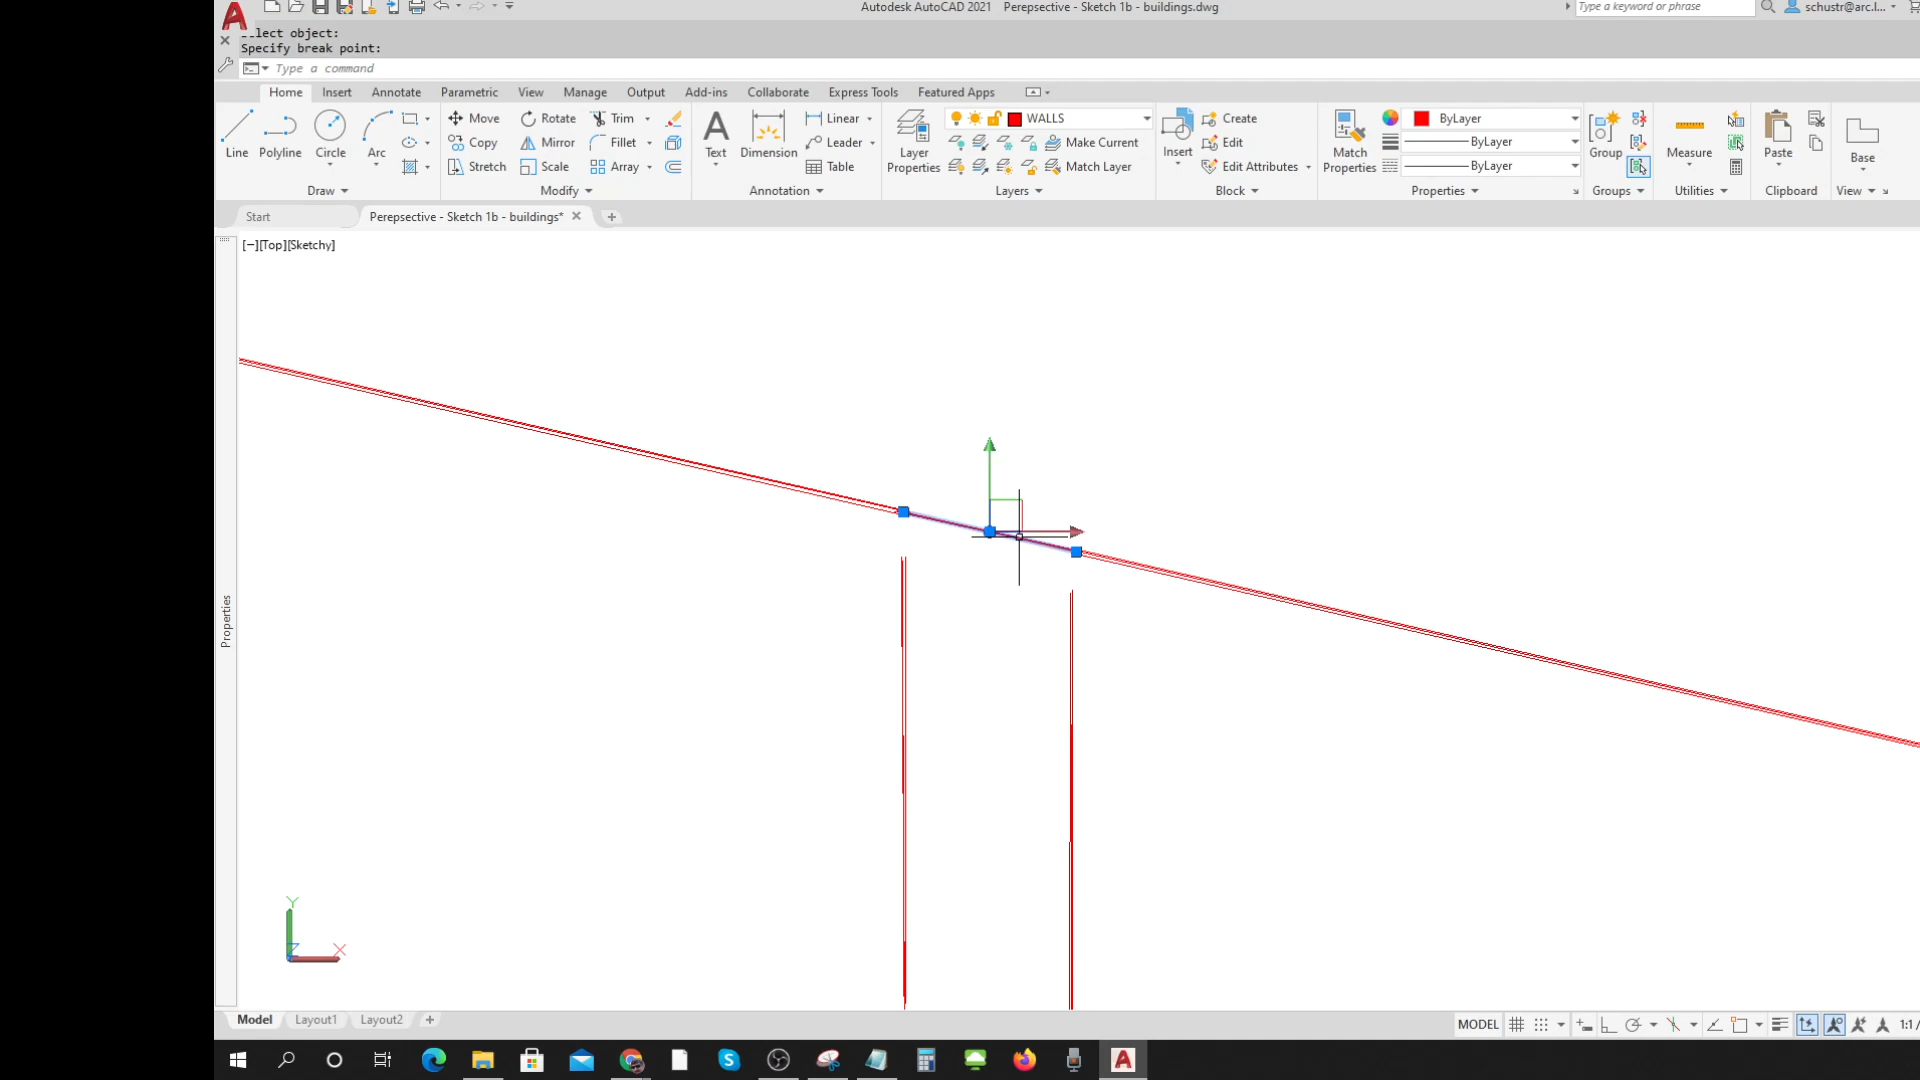 Autodesk AutoCAD 2021 Perepsective - Sketch 1b - buildings.dwg
Type a keyword or phrase
schustr@arc.l...
Select object:
Specify break point:
Type a command
Home Insert Annotate Parametric View Manage Output Add-ins Collaborate Express Tools Featured Apps
Line Polyline Circle Arc
Draw
Move Rotate Trim
Copy Mirror Fillet
Stretch Scale Array
Modify
Text Dimension
Linear
Leader
Table
Annotation
Layer Properties
WALLS
Make Current
Match Layer
Layers
Insert
Create
Edit
Edit Attributes
Block
Match Properties
ByLayer
ByLayer
ByLayer
Properties
Group
Groups
Measure
Utilities
Paste
Clipboard
Base
View
Start Perepsective - Sketch 1b - buildings*
[−][Top][Sketchy]
Properties
Y
Z
X
Model Layout1 Layout2
MODEL
1:1 /